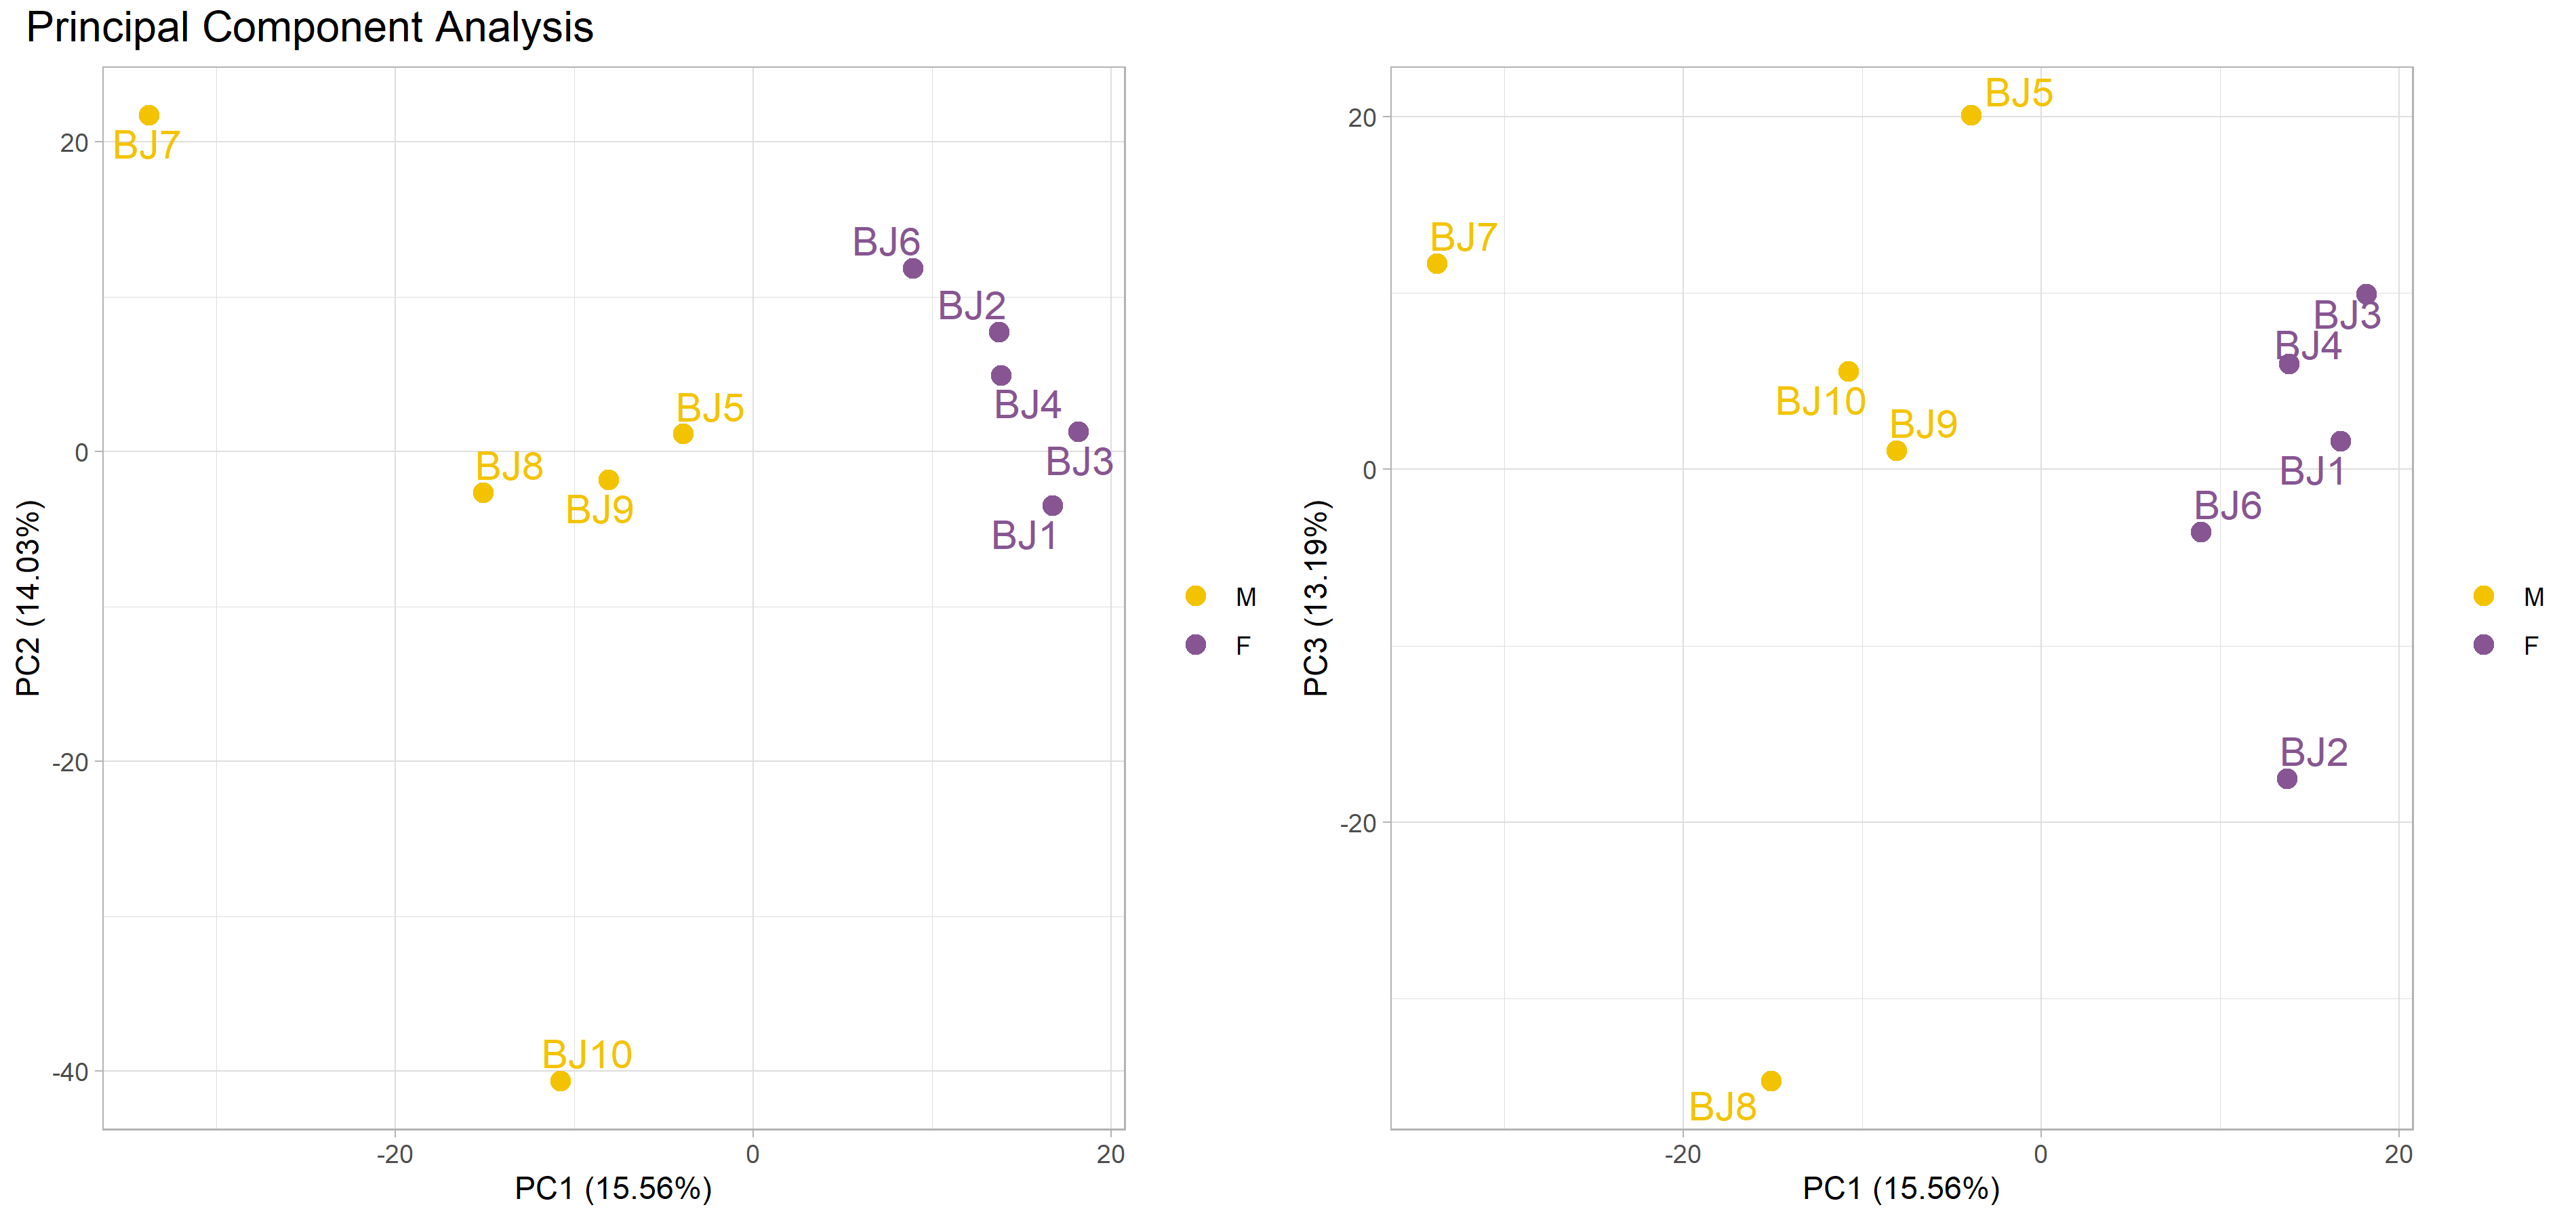 Principal Component Analysis
BJ7
BJ6
BJ2
BJ4
BJ3
BJ1
BJ5
BJ8
BJ9
BJ10
20
0
-20
-40
PC2 (14.03%)
-20
0
20
PC1 (15.56%)
M
F
BJ5
BJ7
BJ3
BJ4
BJ10
BJ9
BJ1
BJ6
BJ2
BJ8
20
0
-20
PC3 (13.19%)
-20
0
20
PC1 (15.56%)
M
F